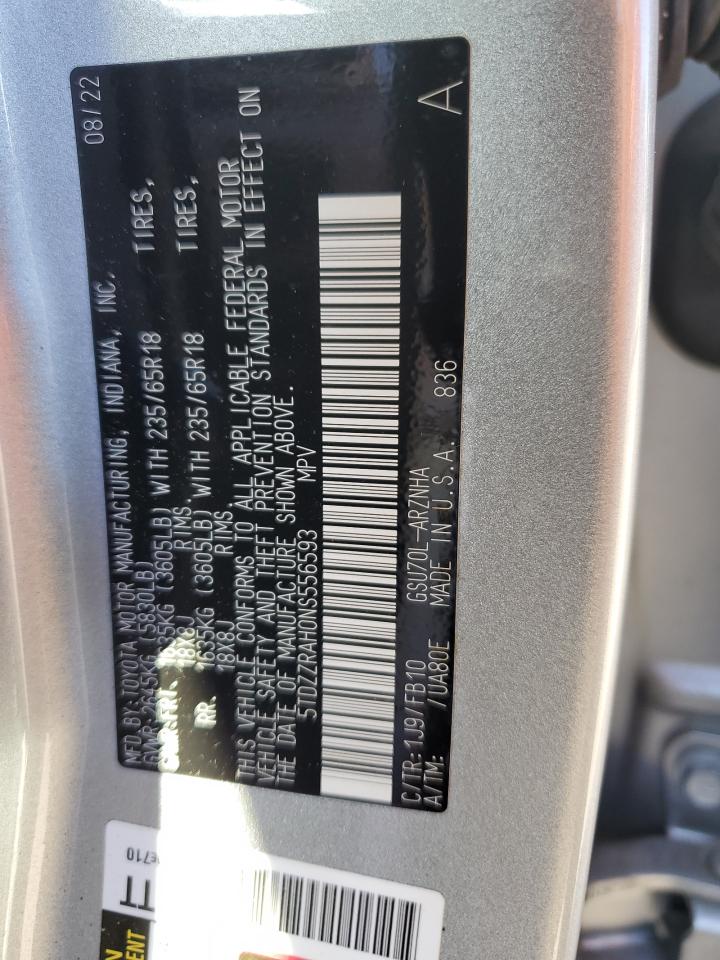 MFD.BY:TOYOTA MOTOR MANUFACTURING, INDIANA, INC. 08/22
GVWR 2645KG (5830LB)
GAWR:FRT. 1635KG (3605LB) WITH 235/65R18 TIRES,
18X8J RIMS,
RR. 1635KG (3605LB) WITH 235/65R18 TIRES,
18X8J RIMS,
THIS VEHICLE CONFORMS TO ALL APPLICABLE FEDERAL MOTOR
VEHICLE SAFETY AND THEFT PREVENTION STANDARDS IN EFFECT ON
THE DATE OF MANUFACTURE SHOWN ABOVE.
5TDZZRAH0NS556593 MPV
C/TR:1J9/FB10 GSU70L-ARZNHA A
A/TM: /UA80E MADE IN U.S.A. 836